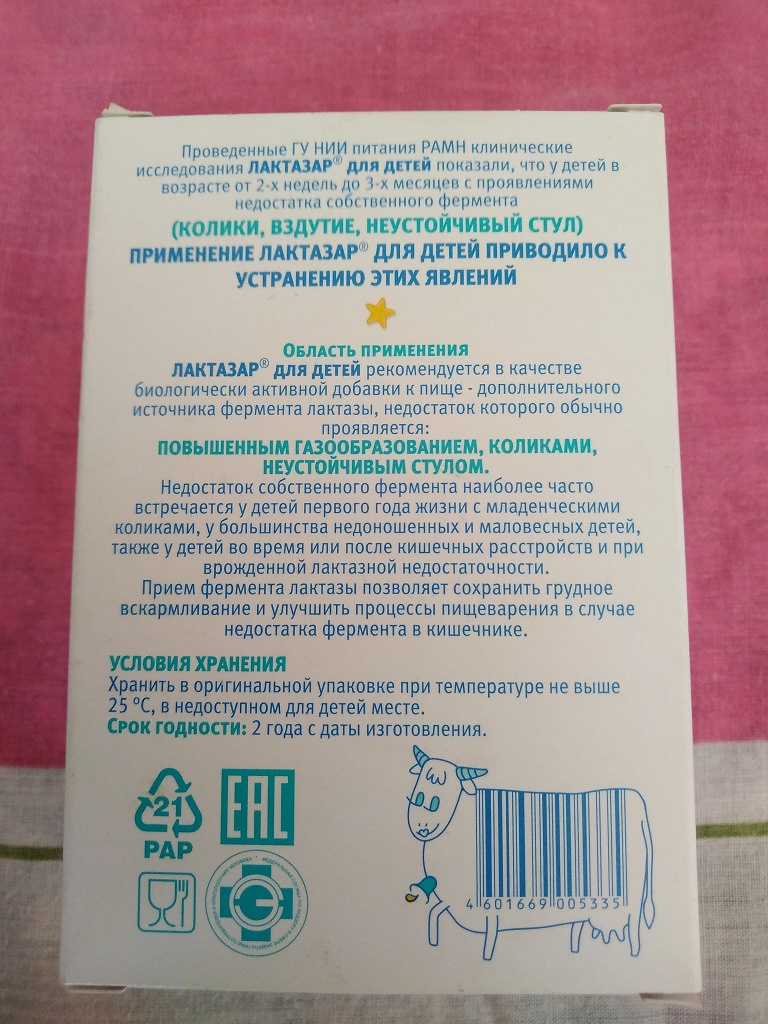 Проведенные ГУ НИИ питания РАМН клинические
исследования ЛАКТАЗАР® ДЛЯ ДЕТЕЙ показали, что у детей в
возрасте от 2-х недель до 3-х месяцев с проявлениями
недостатка собственного фермента
(КОЛИКИ, ВЗДУТИЕ, НЕУСТОЙЧИВЫЙ СТУЛ)
ПРИМЕНЕНИЕ ЛАКТАЗАР® ДЛЯ ДЕТЕЙ ПРИВОДИЛО К
УСТРАНЕНИЮ ЭТИХ ЯВЛЕНИЙ
ОБЛАСТЬ ПРИМЕНЕНИЯ
ЛАКТАЗАР® ДЛЯ ДЕТЕЙ рекомендуется в качестве
биологически активной добавки к пище - дополнительного
источника фермента лактазы, недостаток которого обычно
проявляется:
ПОВЫШЕННЫМ ГАЗООБРАЗОВАНИЕМ, КОЛИКАМИ,
НЕУСТОЙЧИВЫМ СТУЛОМ.
Недостаток собственного фермента наиболее часто
встречается у детей первого года жизни с младенческими
коликами, у большинства недоношенных и маловесных детей,
также у детей во время или после кишечных расстройств и при
врожденной лактазной недостаточности.
Прием фермента лактазы позволяет сохранить грудное
вскармливание и улучшить процессы пищеварения в случае
недостатка фермента в кишечнике.
УСЛОВИЯ ХРАНЕНИЯ
Хранить в оригинальной упаковке при температуре не выше
25 °C, в недоступном для детей месте.
СРОК ГОДНОСТИ: 2 года с даты изготовления.
21
PAP
EAC
4 601669 005335